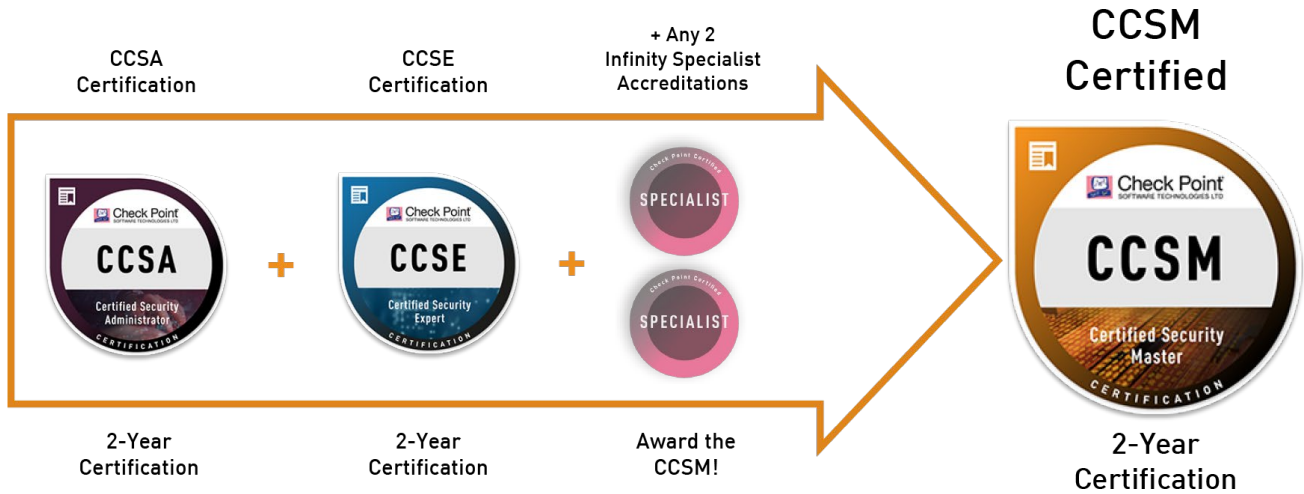 CCSA
Certification
CCSE
Certification
+ Any 2
Infinity Specialist
Accreditations
CCSM
Certified
Check Point
SOFTWARE TECHNOLOGIES LTD
CCSA
Certified Security
Administrator
CERTIFICATION
+
Check Point
SOFTWARE TECHNOLOGIES LTD
CCSE
Certified Security
Expert
CERTIFICATION
+
Check Point Certified
SPECIALIST
Check Point Certified
SPECIALIST
Check Point
SOFTWARE TECHNOLOGIES LTD
CCSM
Certified Security
Master
CERTIFICATION
2-Year
Certification
2-Year
Certification
Award the
CCSM!
2-Year
Certification